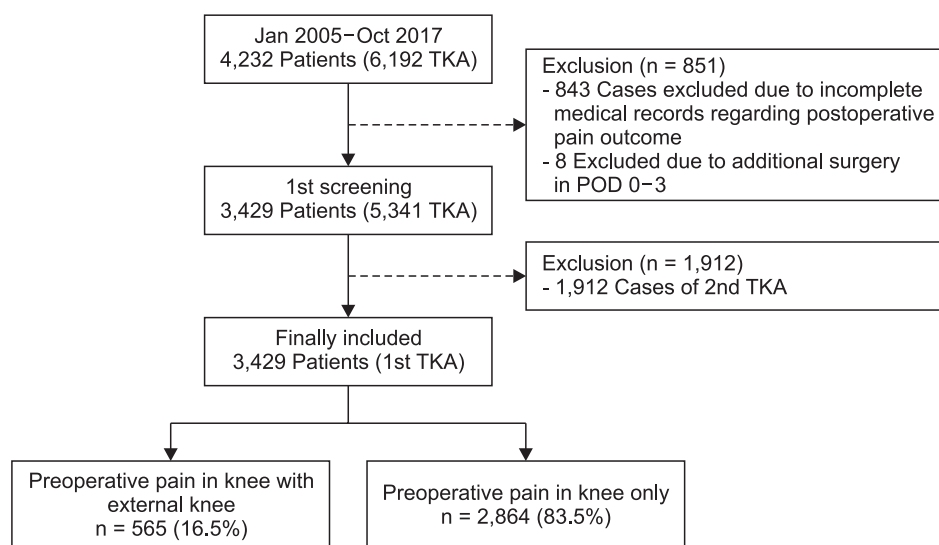 Jan 2005−Oct 2017
4,232 Patients (6,192 TKA)
Exclusion (n = 851)
- 843 Cases excluded due to incomplete
medical records regarding postoperative
pain outcome
- 8 Excluded due to additional surgery
in POD 0−3
1st screening
3,429 Patients (5,341 TKA)
Exclusion (n = 1,912)
- 1,912 Cases of 2nd TKA
Finally included
3,429 Patients (1st TKA)
Preoperative pain in knee with
external knee
n = 565 (16.5%)
Preoperative pain in knee only
n = 2,864 (83.5%)